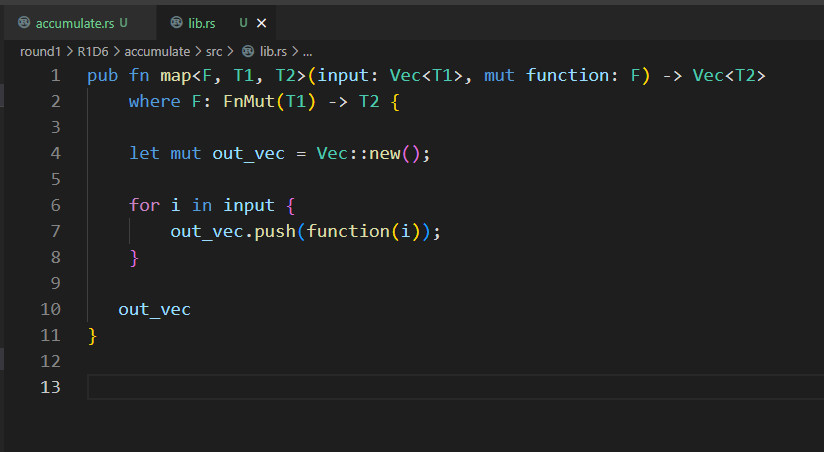 accumulate.rs U lib.rs U ×
round1 > R1D6 > accumulate > src > lib.rs > ...
1 pub fn map<F, T1, T2>(input: Vec<T1>, mut function: F) -> Vec<T2>
2 where F: FnMut(T1) -> T2 {
3
4 let mut out_vec = Vec::new();
5
6 for i in input {
7 out_vec.push(function(i));
8 }
9
10 out_vec
11 }
12
13